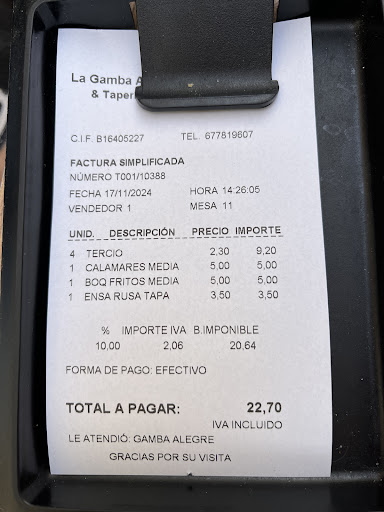 La Gamba
& Taper
C.I.F. B16405227 TEL. 677819607
FACTURA SIMPLIFICADA
NÚMERO T001/10388
FECHA 17/11/2024 HORA 14:26:05
VENDEDOR 1 MESA 11
UNID. DESCRIPCIÓN PRECIO IMPORTE
4 TERCIO 2,30 9,20
1 CALAMARES MEDIA 5,00 5,00
1 BOQ FRITOS MEDIA 5,00 5,00
1 ENSA RUSA TAPA 3,50 3,50
% IMPORTE IVA B.IMPONIBLE
10,00 2,06 20,64
FORMA DE PAGO: EFECTIVO
TOTAL A PAGAR: 22,70
IVA INCLUIDO
LE ATENDIÓ: GAMBA ALEGRE
GRACIAS POR SU VISITA